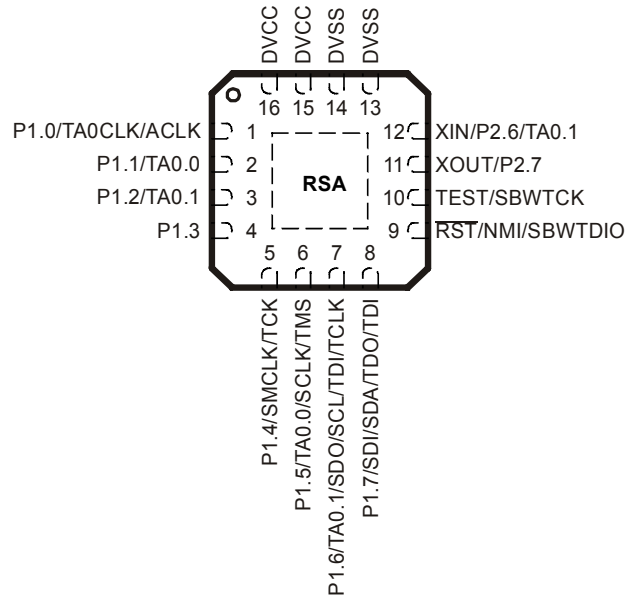 DVCC
DVCC
DVSS
DVSS
16 15 14 13
P1.0/TA0CLK/ACLK 1
P1.1/TA0.0 2
P1.2/TA0.1 3
P1.3 4
RSA
12 XIN/P2.6/TA0.1
11 XOUT/P2.7
10 TEST/SBWTCK
9 RST/NMI/SBWTDIO
5 6 7 8
P1.4/SMCLK/TCK
P1.5/TA0.0/SCLK/TMS
P1.6/TA0.1/SDO/SCL/TDI/TCLK
P1.7/SDI/SDA/TDO/TDI